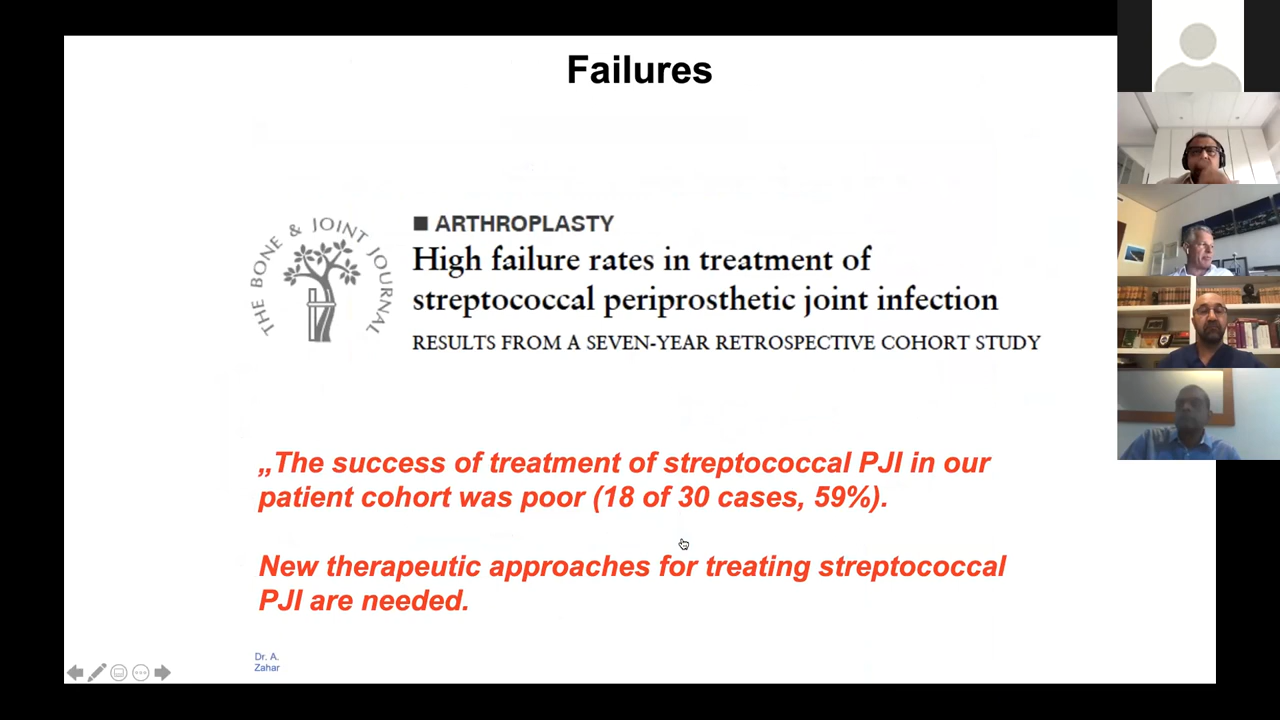 Failures
THE BONE & JOINT JOURNAL
■ ARTHROPLASTY
High failure rates in treatment of
streptococcal periprosthetic joint infection
RESULTS FROM A SEVEN-YEAR RETROSPECTIVE COHORT STUDY
„The success of treatment of streptococcal PJI in our
patient cohort was poor (18 of 30 cases, 59%).
New therapeutic approaches for treating streptococcal
PJI are needed.
Dr. A.
Zahar